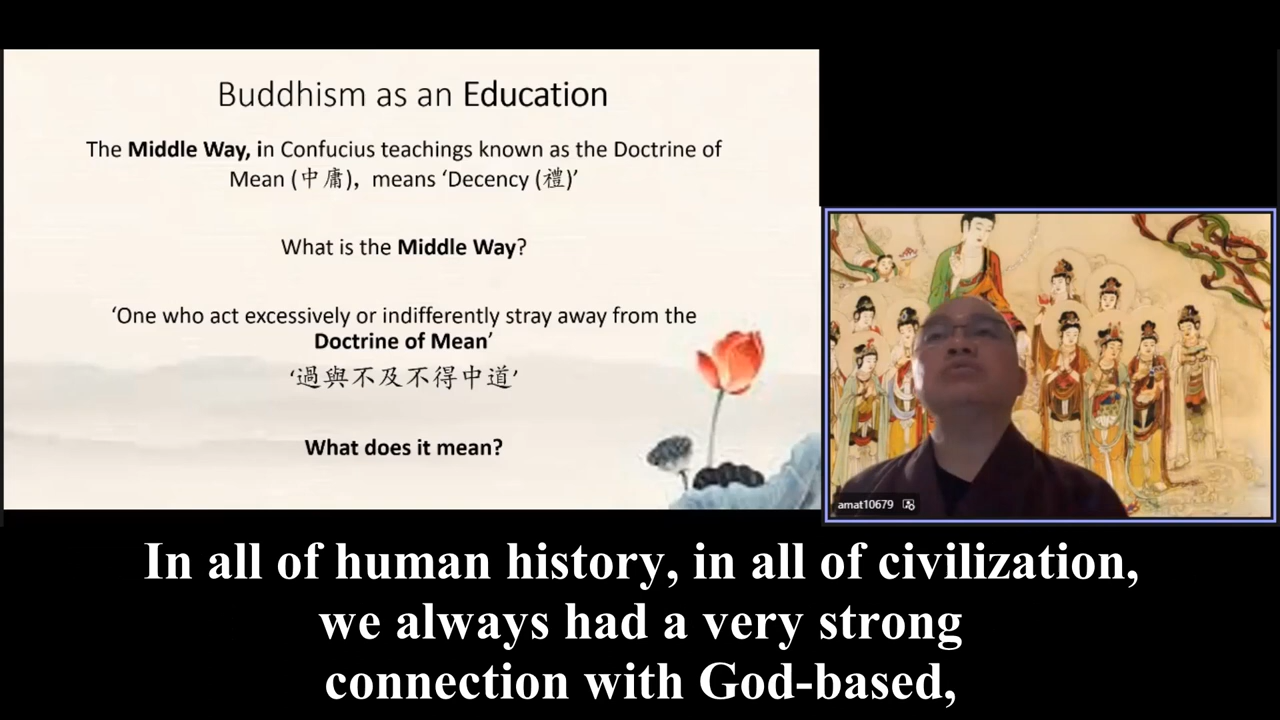 Buddhism as an Education
The Middle Way, in Confucius teachings known as the Doctrine of
Mean (中庸), means ‘Decency (禮)’
What is the Middle Way?
‘One who act excessively or indifferently stray away from the
Doctrine of Mean’
‘過與不及不得中道’
What does it mean?
amat10679
In all of human history, in all of civilization,
we always had a very strong
connection with God-based,